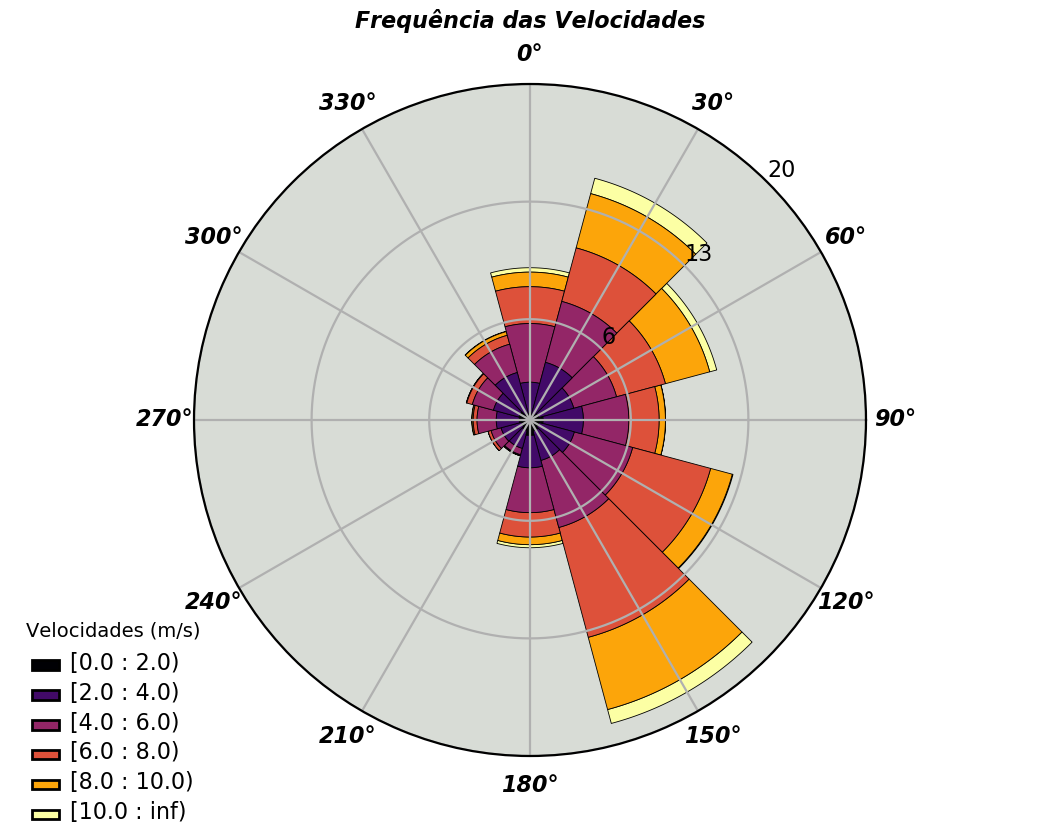 Frequência das Velocidades
0°
330°
30°
20
300°
60°
13
6
270°
90°
240°
120°
210°
150°
180°
Velocidades (m/s)
[0.0 : 2.0)
[2.0 : 4.0)
[4.0 : 6.0)
[6.0 : 8.0)
[8.0 : 10.0)
[10.0 : inf)